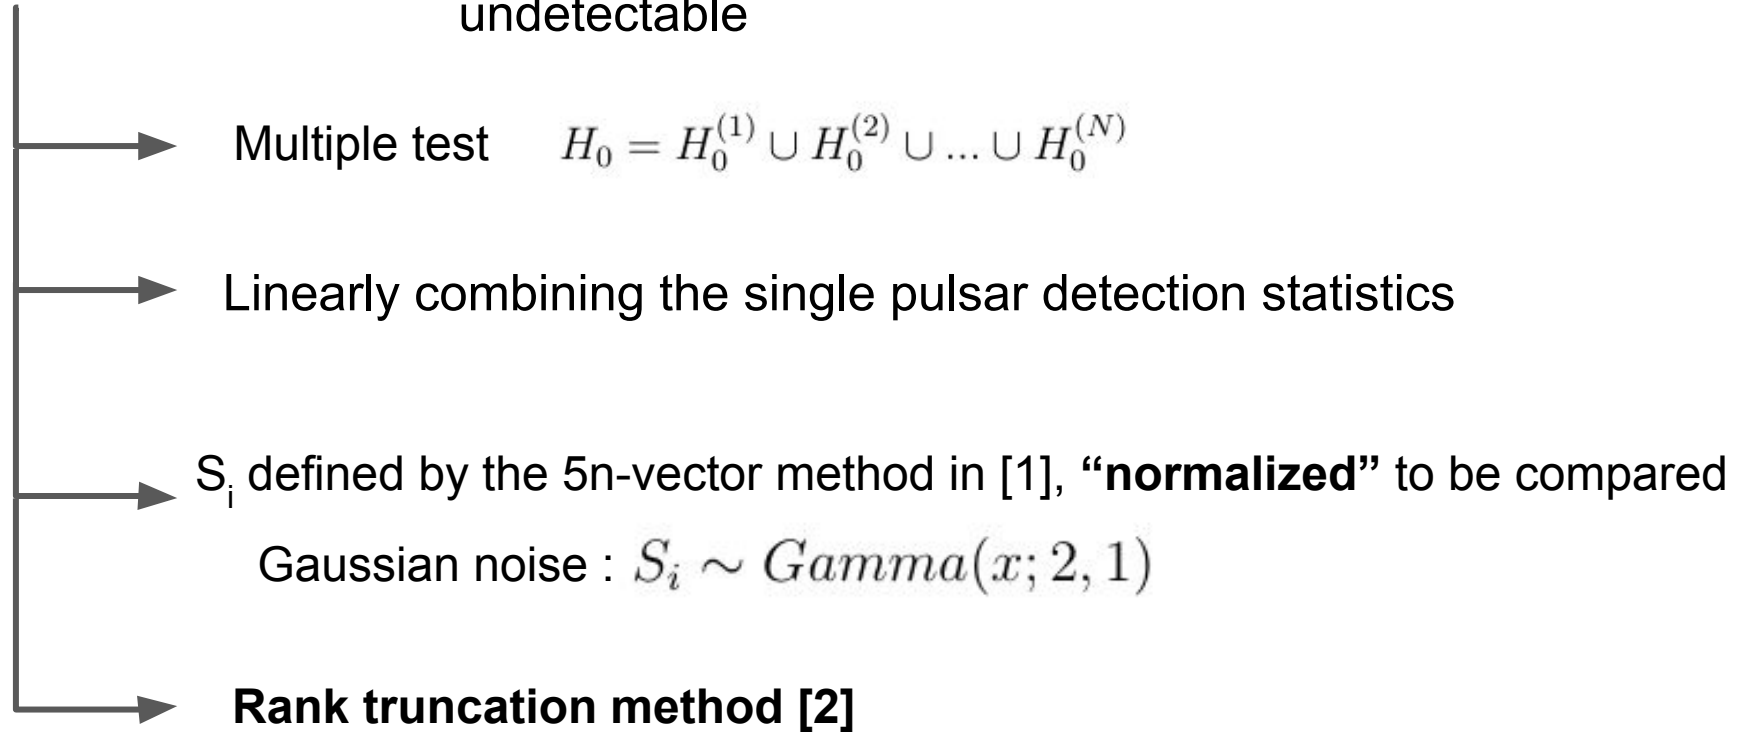 undetectable
Multiple test H_0 = H_0^{(1)} ∪ H_0^{(2)} ∪ ... ∪ H_0^{(N)}
Linearly combining the single pulsar detection statistics
S_i defined by the 5n-vector method in [1], “normalized” to be compared
Gaussian noise : S_i ∼ Gamma(x; 2, 1)
Rank truncation method [2]